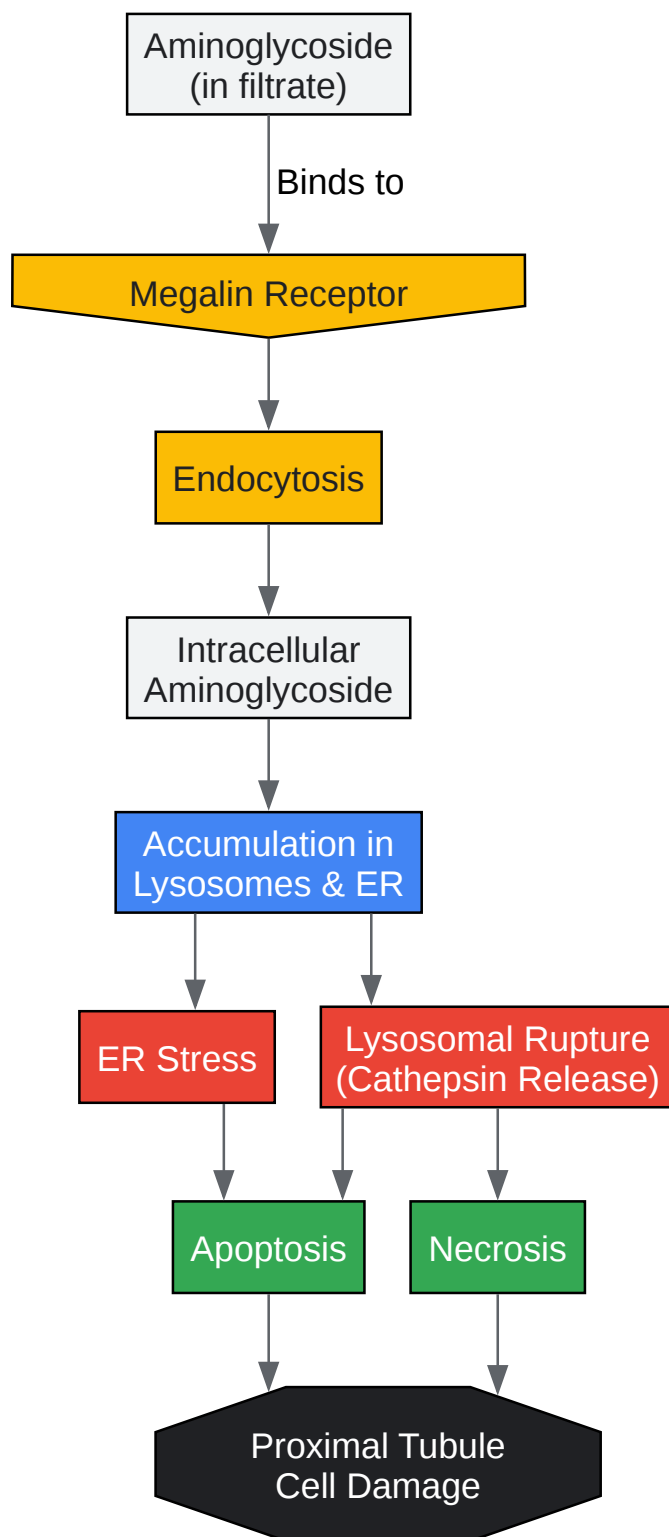 Aminoglycoside
(in filtrate)
Binds to
Megalin Receptor
Endocytosis
Intracellular
Aminoglycoside
Accumulation in
Lysosomes & ER
ER Stress
Lysosomal Rupture
(Cathepsin Release)
Apoptosis
Necrosis
Proximal Tubule
Cell Damage